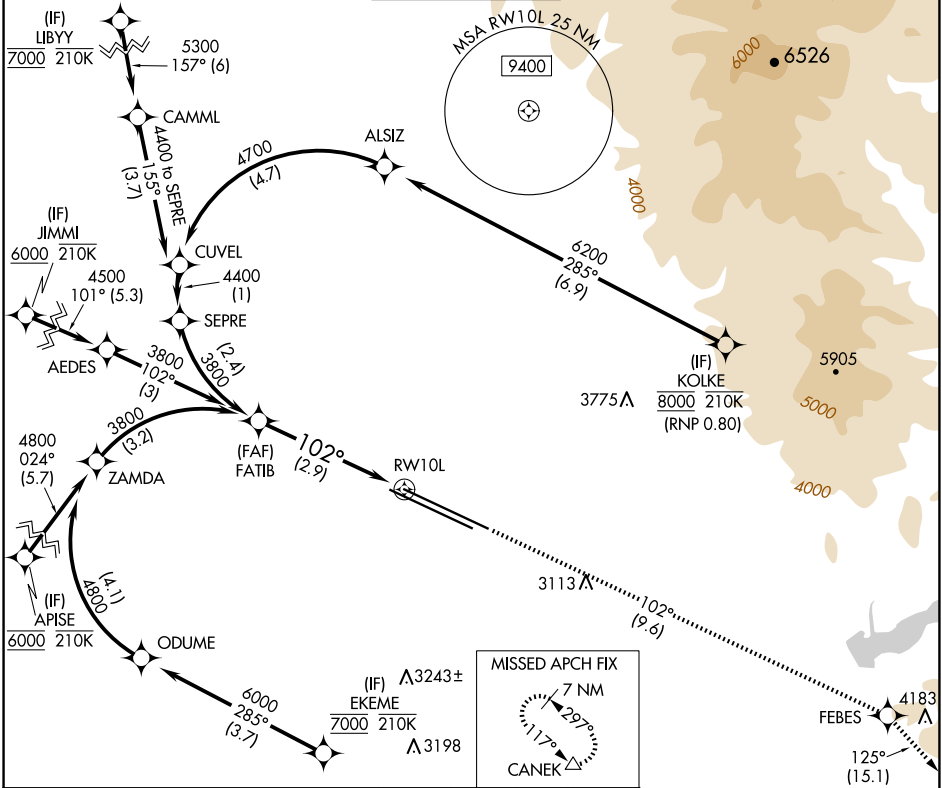 (IF)
LIBYY
7000 210K
5300
157° (6)
CAMML
4400 to SEPRE
155°
(3.7)
MSA RW10L 25 NM
9400
6000
6526
ALSIZ
4700
(4.7)
4000
(IF)
JIMMI
6000 210K
4500
101° (5.3)
CUVEL
4400
(1)
6200
285°
(6.9)
SEPRE
AEDES
3800
102°
(3)
(2.4)
3800
(IF)
KOLKE
8000 210K
(RNP 0.80)
3775
5905
5000
4000
4800
024°
(5.7)
3800
(3.2)
ZAMDA
(FAF)
FATIB
102°
(2.9)
RW10L
(4.1)
4800
(IF)
APISE
6000 210K
3113
102°
(9.6)
ODUME
6000
285°
(3.7)
(IF)
EKEME
7000 210K
3243±
3198
MISSED APCH FIX
7 NM
297°
117°
CANEK
FEBES
4183
125°
(15.1)